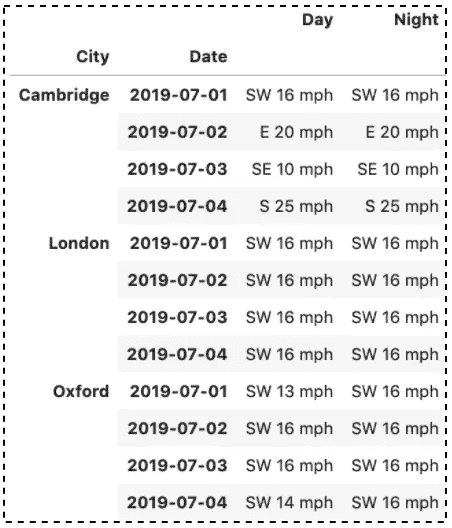 Day Night
City Date
Cambridge 2019-07-01 SW 16 mph SW 16 mph
2019-07-02 E 20 mph E 20 mph
2019-07-03 SE 10 mph SE 10 mph
2019-07-04 S 25 mph S 25 mph
London 2019-07-01 SW 16 mph SW 16 mph
2019-07-02 SW 16 mph SW 16 mph
2019-07-03 SW 16 mph SW 16 mph
2019-07-04 SW 16 mph SW 16 mph
Oxford 2019-07-01 SW 13 mph SW 16 mph
2019-07-02 SW 16 mph SW 16 mph
2019-07-03 SW 16 mph SW 16 mph
2019-07-04 SW 14 mph SW 16 mph